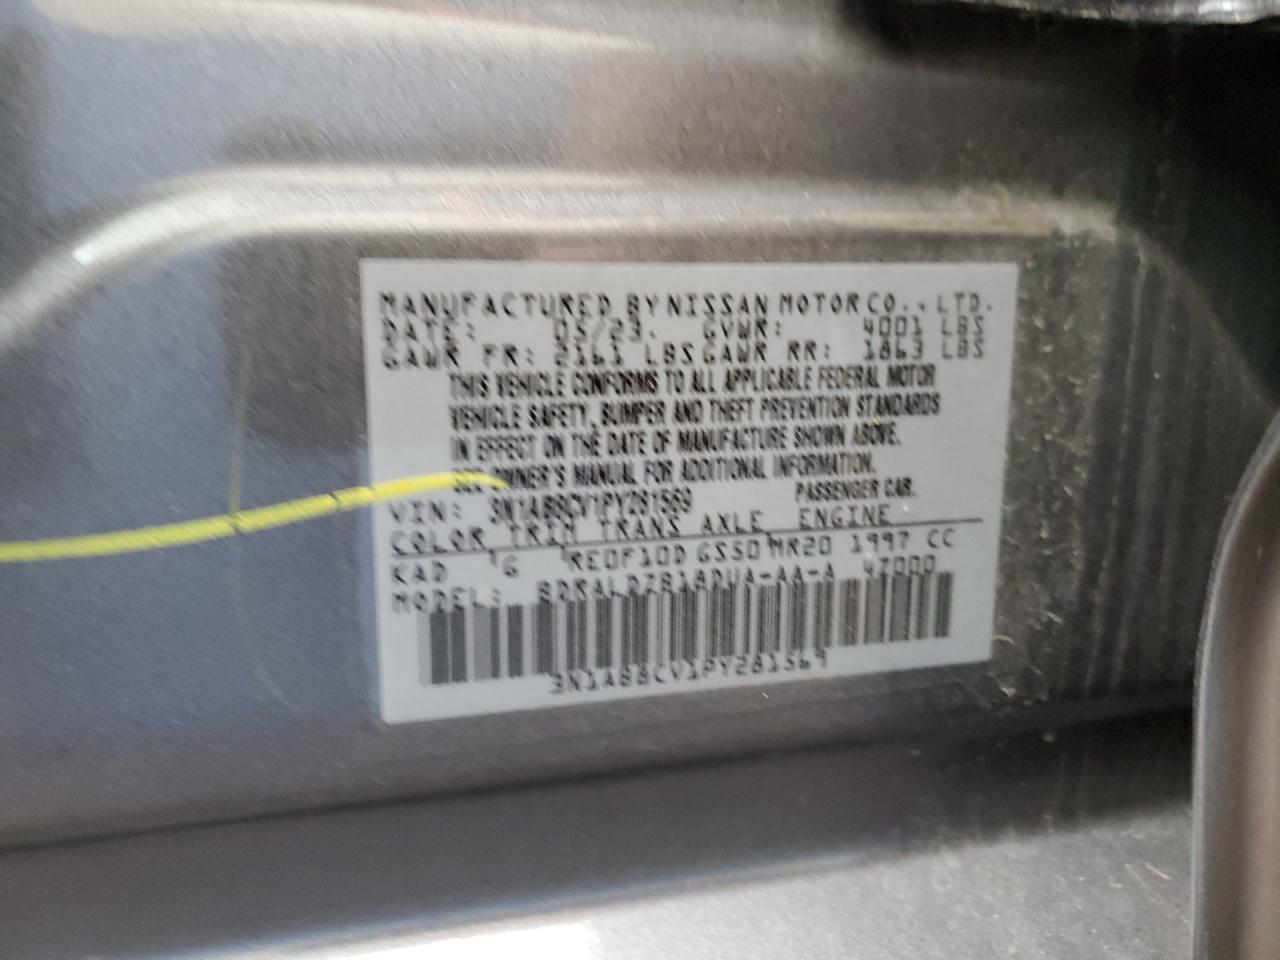 MANUFACTURED BY NISSAN MOTOR CO., LTD.
DATE: 05/23. GVWR: 4001 LBS
GAWR FR: 2161 LBS GAWR RR: 1863 LBS
THIS VEHICLE CONFORMS TO ALL APPLICABLE FEDERAL MOTOR
VEHICLE SAFETY, BUMPER AND THEFT PREVENTION STANDARDS
IN EFFECT ON THE DATE OF MANUFACTURE SHOWN ABOVE.
SEE OWNER'S MANUAL FOR ADDITIONAL INFORMATION.
VIN: 3N1AB8CV1PY281569 PASSENGER CAR.
COLOR TRIM TRANS AXLE ENGINE
KAD G RE0F10D GS50 MR20 1997 CC
MODEL: 47000
3N1AB8CV1PY281569